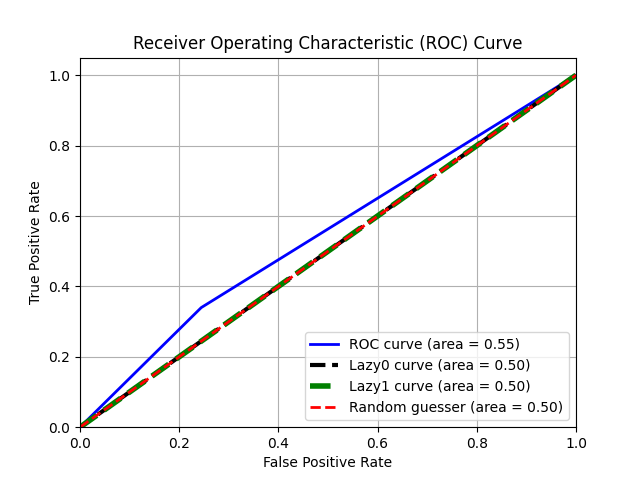 Receiver Operating Characteristic (ROC) Curve
1.0
0.8
0.6
0.4
0.2
0.0
True Positive Rate
ROC curve (area = 0.55)
Lazy0 curve (area = 0.50)
Lazy1 curve (area = 0.50)
Random guesser (area = 0.50)
0.0 0.2 0.4 0.6 0.8 1.0
False Positive Rate